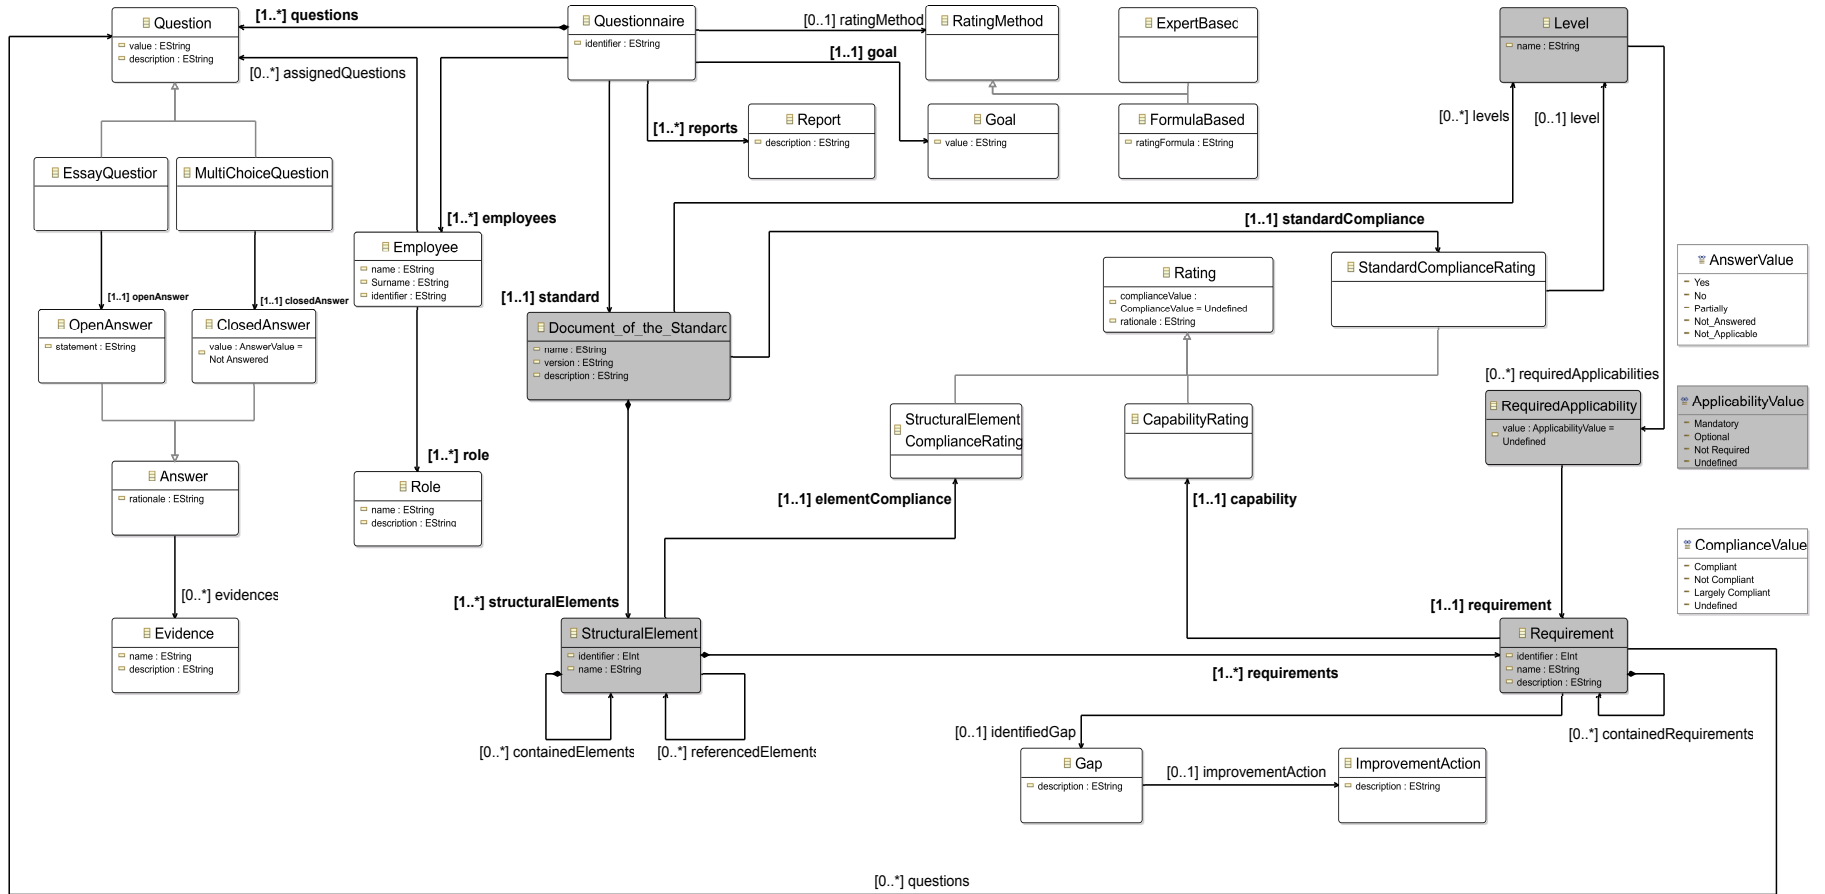 Question
value : EString
description : EString
[1..*] questions
[0..*] assignedQuestions
Questionnaire
identifier : EString
[0..1] ratingMethod
[1..1] goal
RatingMethod
ExpertBased
Level
name : EString
[1..*] reports
Report
description : EString
Goal
value : EString
FormulaBased
ratingFormula : EString
[0..*] levels
[0..1] level
EssayQuestion
MultiChoiceQuestion
[1..*] employees
Employee
name : EString
Surname : EString
identifier : EString
[1..1] standardCompliance
StandardComplianceRating
Rating
complianceValue :
ComplianceValue = Undefined
rationale : EString
AnswerValue
Yes
No
Partially
Not_Answered
Not_Applicable
[1..1] openAnswer
[1..1] closedAnswer
[1..1] standard
OpenAnswer
statement : EString
ClosedAnswer
value : AnswerValue =
Not Answered
Document_of_the_Standard
name : EString
version : EString
description : EString
[0..*] requiredApplicabilities
RequiredApplicability
value : ApplicabilityValue =
Undefined
ApplicabilityValue
Mandatory
Optional
Not Required
Undefined
StructuralElement
ComplianceRating
CapabilityRating
[1..*] role
Role
name : EString
description : EString
Answer
rationale : EString
[1..1] elementCompliance
[1..1] capability
ComplianceValue
Compliant
Not Compliant
Largely Compliant
Undefined
[0..*] evidences
Evidence
name : EString
description : EString
[1..*] structuralElements
StructuralElement
identifier : EInt
name : EString
[1..1] requirement
Requirement
identifier : EInt
name : EString
description : EString
[1..*] requirements
[0..*] containedElements
[0..*] referencedElements
[0..1] identifiedGap
[0..*] containedRequirements
Gap
description : EString
[0..1] improvementAction
ImprovementAction
description : EString
[0..*] questions